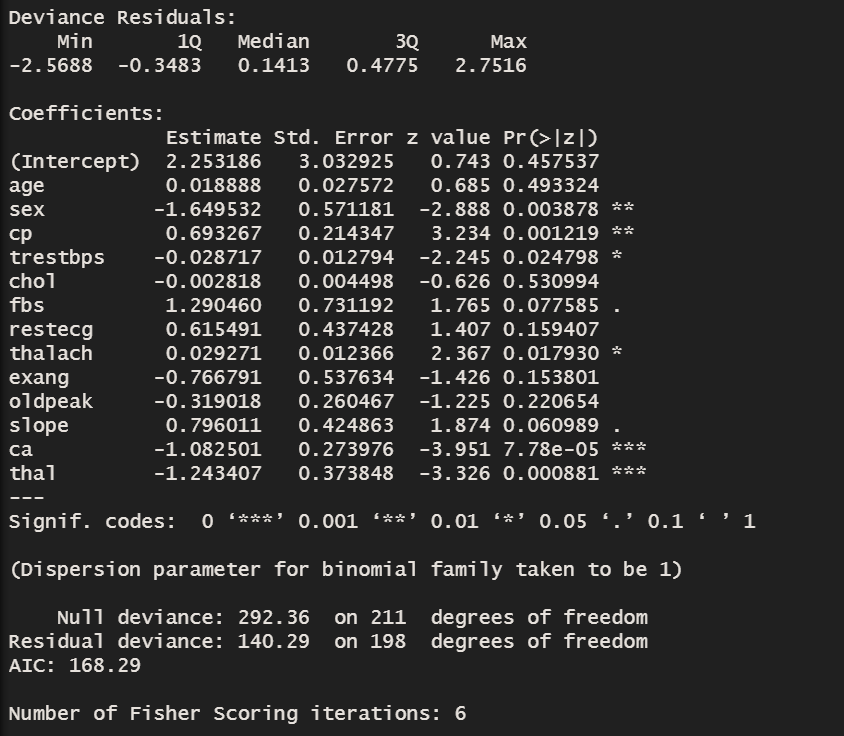 Deviance Residuals:
    Min      1Q   Median      3Q     Max
-2.5688 -0.3483   0.1413   0.4775   2.7516

Coefficients:
             Estimate Std. Error z value Pr(>|z|)
(Intercept)  2.253186   3.032925   0.743 0.457537
age          0.018888   0.027572   0.685 0.493324
sex         -1.649532   0.571181  -2.888 0.003878 **
cp           0.693267   0.214347   3.234 0.001219 **
trestbps    -0.028717   0.012794  -2.245 0.024798 *
chol        -0.002818   0.004498  -0.626 0.530994
fbs          1.290460   0.731192   1.765 0.077585 .
restecg      0.615491   0.437428   1.407 0.159407
thalach      0.029271   0.012366   2.367 0.017930 *
exang       -0.766791   0.537634  -1.426 0.153801
oldpeak     -0.319018   0.260467  -1.225 0.220654
slope        0.796011   0.424863   1.874 0.060989 .
ca          -1.082501   0.273976  -3.951 7.78e-05 ***
thal        -1.243407   0.373848  -3.326 0.000881 ***
---
Signif. codes:  0 ‘***’ 0.001 ‘**’ 0.01 ‘*’ 0.05 ‘.’ 0.1 ‘ ’ 1

(Dispersion parameter for binomial family taken to be 1)

    Null deviance: 292.36  on 211  degrees of freedom
Residual deviance: 140.29  on 198  degrees of freedom
AIC: 168.29

Number of Fisher Scoring iterations: 6